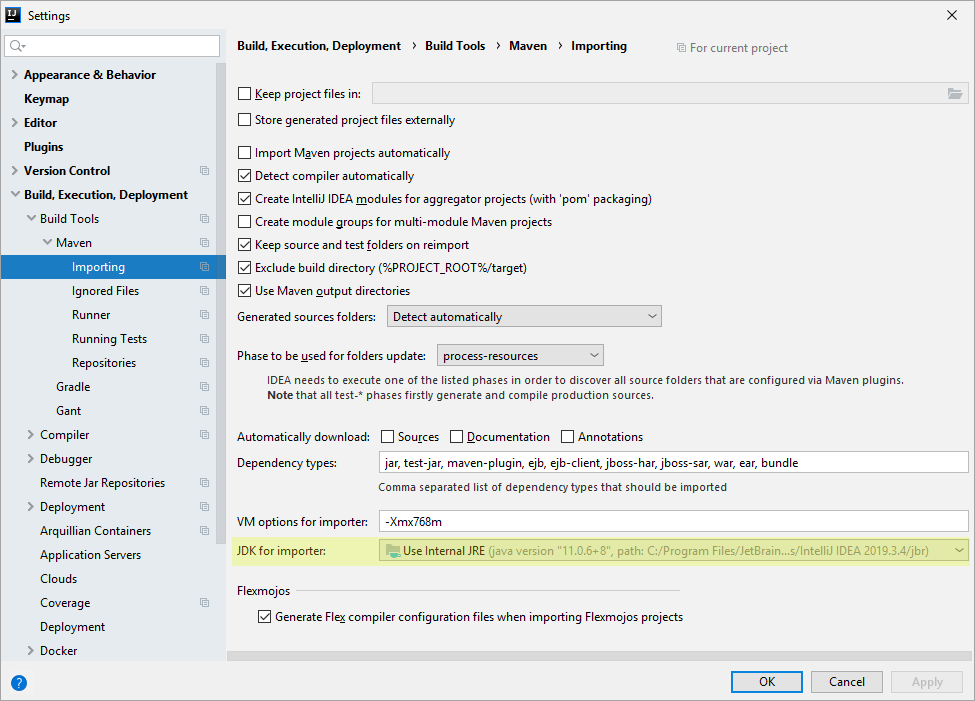 Settings
Appearance & Behavior
Keymap
Editor
Plugins
Version Control
Build, Execution, Deployment
Build Tools
Maven
Importing
Ignored Files
Runner
Running Tests
Repositories
Gradle
Gant
Compiler
Debugger
Remote Jar Repositories
Deployment
Arquillian Containers
Application Servers
Clouds
Coverage
Deployment
Docker
Build, Execution, Deployment › Build Tools › Maven › Importing For current project
Keep project files in:
Store generated project files externally
Import Maven projects automatically
Detect compiler automatically
Create IntelliJ IDEA modules for aggregator projects (with 'pom' packaging)
Create module groups for multi-module Maven projects
Keep source and test folders on reimport
Exclude build directory (%PROJECT_ROOT%/target)
Use Maven output directories
Generated sources folders: Detect automatically
Phase to be used for folders update: process-resources
IDEA needs to execute one of the listed phases in order to discover all source folders that are configured via Maven plugins.
Note that all test-* phases firstly generate and compile production sources.
Automatically download: Sources Documentation Annotations
Dependency types: jar, test-jar, maven-plugin, ejb, ejb-client, jboss-har, jboss-sar, war, ear, bundle
Comma separated list of dependency types that should be imported
VM options for importer: -Xmx768m
JDK for importer: Use Internal JRE (java version "11.0.6+8", path: C:/Program Files/JetBrain...s/IntelliJ IDEA 2019.3.4/jbr)
Flexmojos
Generate Flex compiler configuration files when importing Flexmojos projects
?
OK Cancel Apply